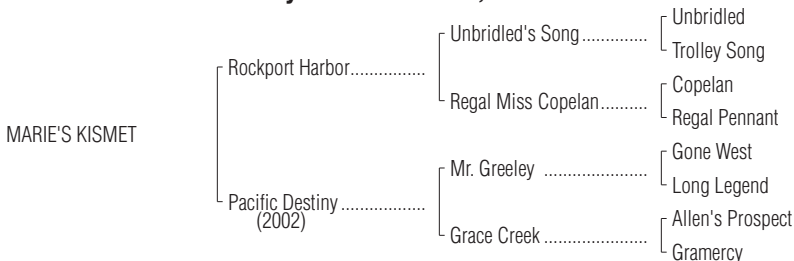 Unbridled
Unbridled's Song ..............
Trolley Song
Rockport Harbor................
Copelan
Regal Miss Copelan..........
Regal Pennant
MARIE'S KISMET
Gone West
Mr. Greeley ......................
Long Legend
Pacific Destiny ..................
(2002)
Allen's Prospect
Grace Creek ......................
Gramercy